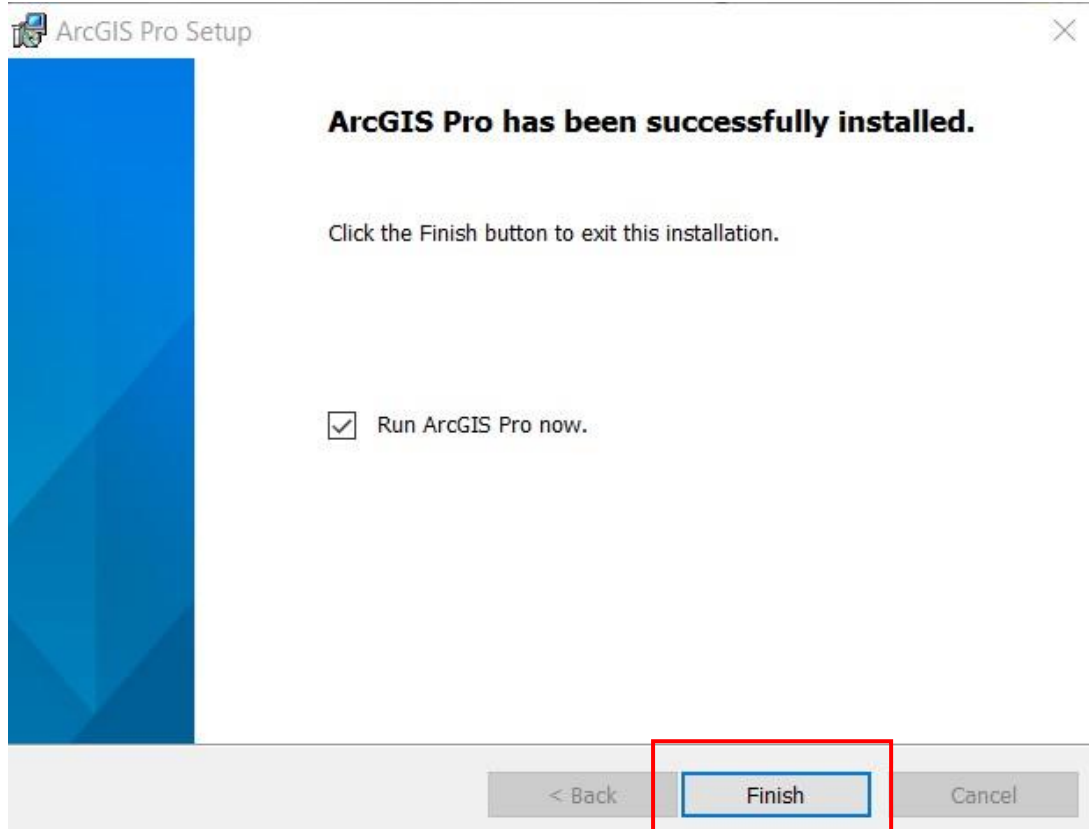 ArcGIS Pro Setup
ArcGIS Pro has been successfully installed.
Click the Finish button to exit this installation.
Run ArcGIS Pro now.
< Back Finish Cancel